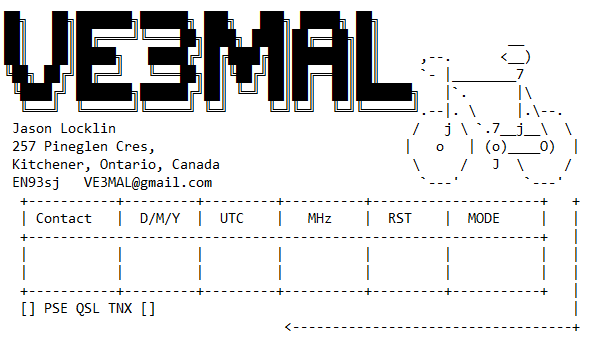 VE3MAL
Jason Locklin
257 Pineglen Cres,
Kitchener, Ontario, Canada
EN93sj VE3MAL@gmail.com
Contact D/M/Y UTC MHz RST MODE
[] PSE QSL TNX []